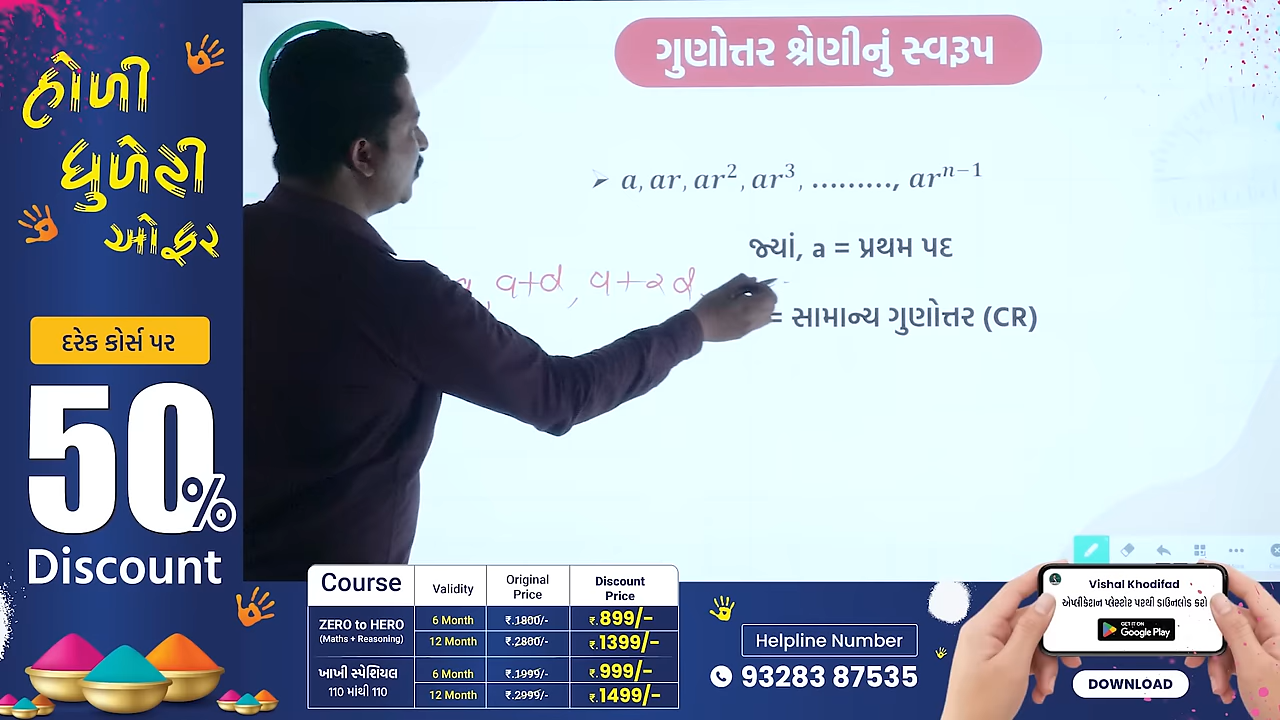 હોળી
ધુળેટી
ઓફર
દરેક કોર્સ પર
50%
Discount
ગુણોત્તર શ્રેણીનું સ્વરૂપ
➢ a, ar, ar², ar³, ………, arⁿ⁻¹
જ્યાં, a = પ્રથમ પદ
, a+d, a+2d,
= સામાન્ય ગુણોત્તર (CR)
Course Validity Original Price Discount Price
ZERO to HERO (Maths + Reasoning) 6 Month ₹.1800/- ₹.899/-
12 Month ₹.2800/- ₹.1399/-
ખાખી સ્પેશિયલ 110 માંથી 110 6 Month ₹.1999/- ₹.999/-
12 Month ₹.2999/- ₹.1499/-
Helpline Number
93283 87535
Vishal Khodifad
એપ્લીકેશન પ્લેસ્ટોર પરથી ડાઉનલોડ કરો
GET IT ON
Google Play
DOWNLOAD